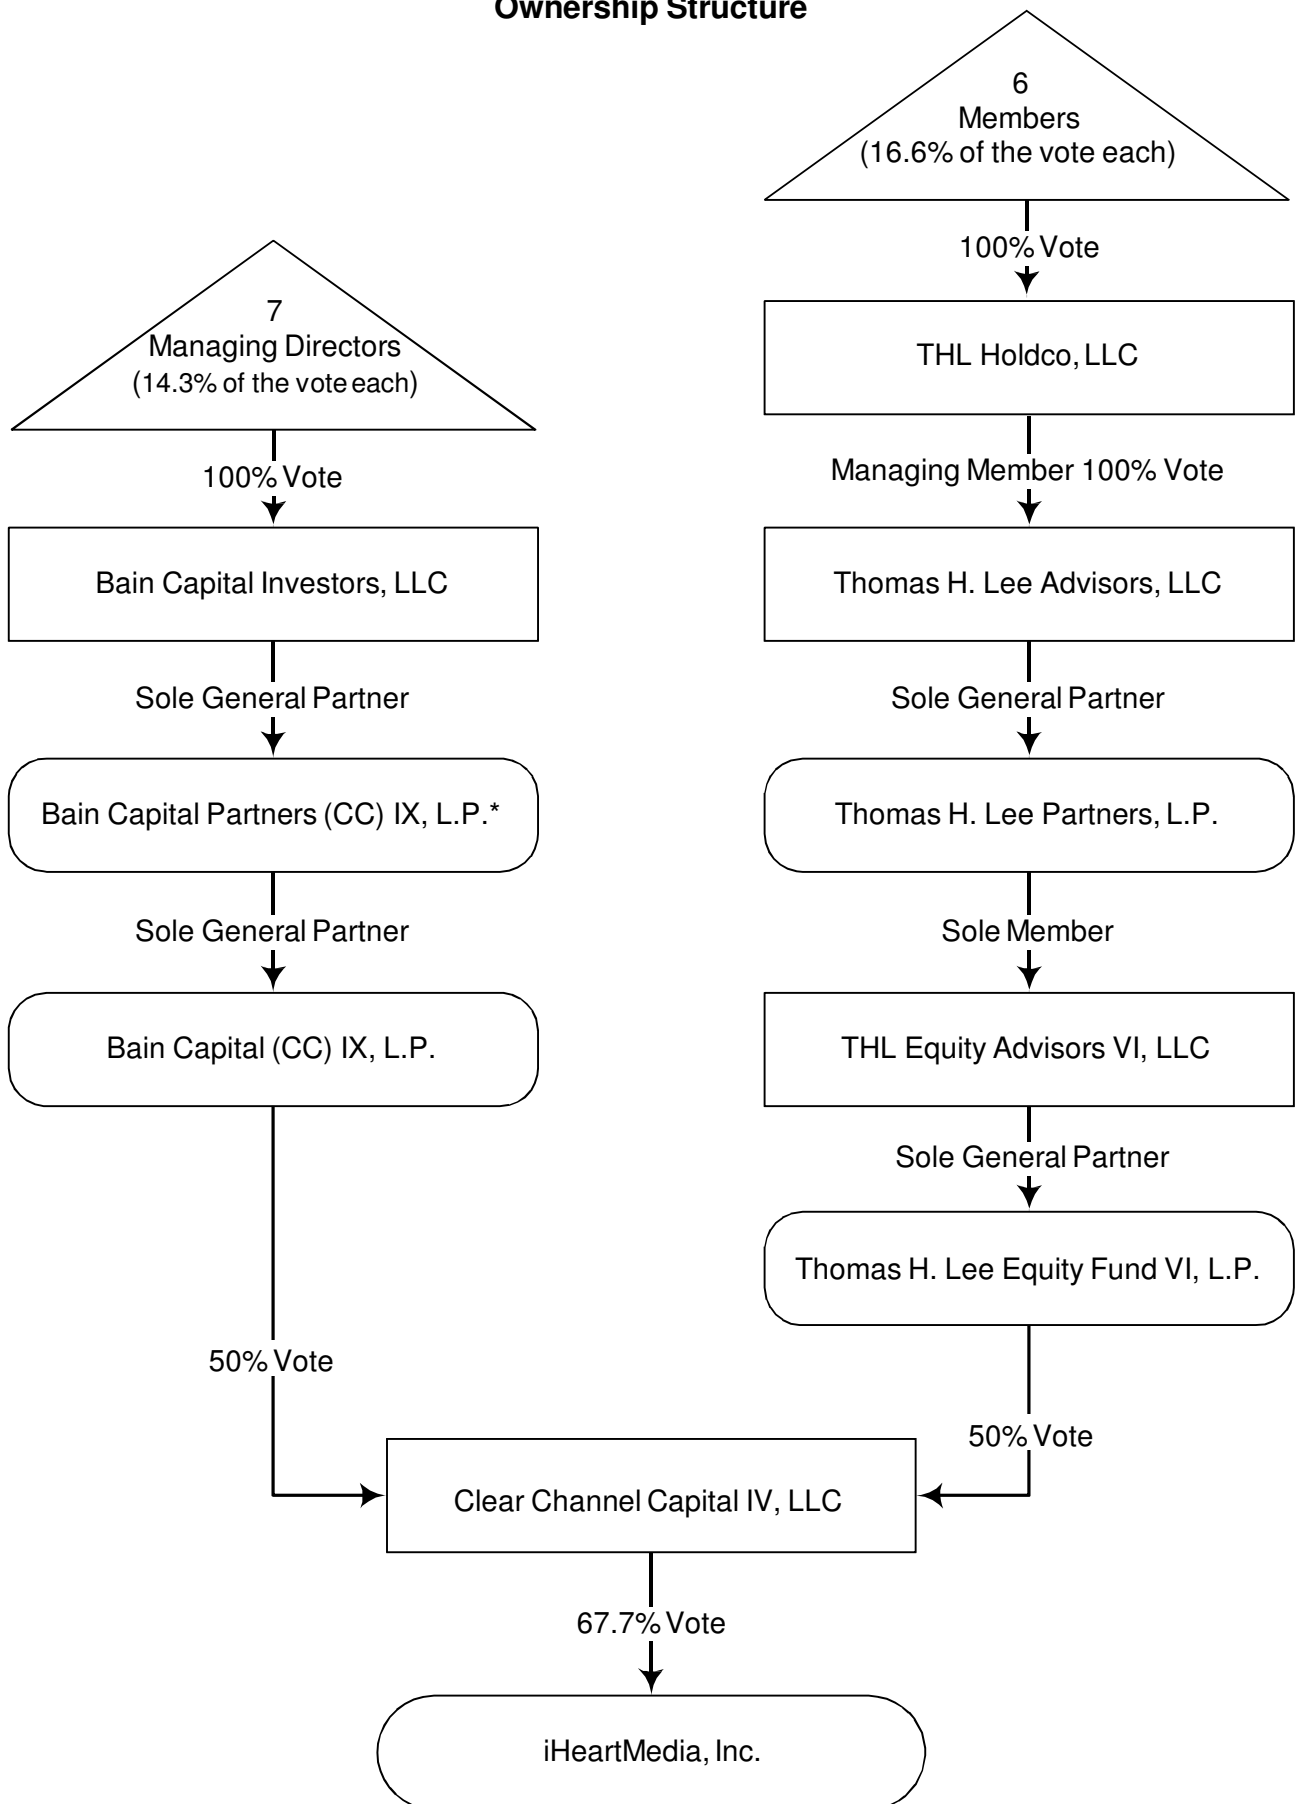 Ownership Structure
6
Members
(16.6% of the vote each)
100% Vote
THL Holdco, LLC
Managing Member 100% Vote
Thomas H. Lee Advisors, LLC
Sole General Partner
Thomas H. Lee Partners, L.P.
Sole Member
THL Equity Advisors VI, LLC
Sole General Partner
Thomas H. Lee Equity Fund VI, L.P.
50% Vote
7
Managing Directors
(14.3% of the vote each)
100% Vote
Bain Capital Investors, LLC
Sole General Partner
Bain Capital Partners (CC) IX, L.P.*
Sole General Partner
Bain Capital (CC) IX, L.P.
50% Vote
Clear Channel Capital IV, LLC
67.7% Vote
iHeartMedia, Inc.